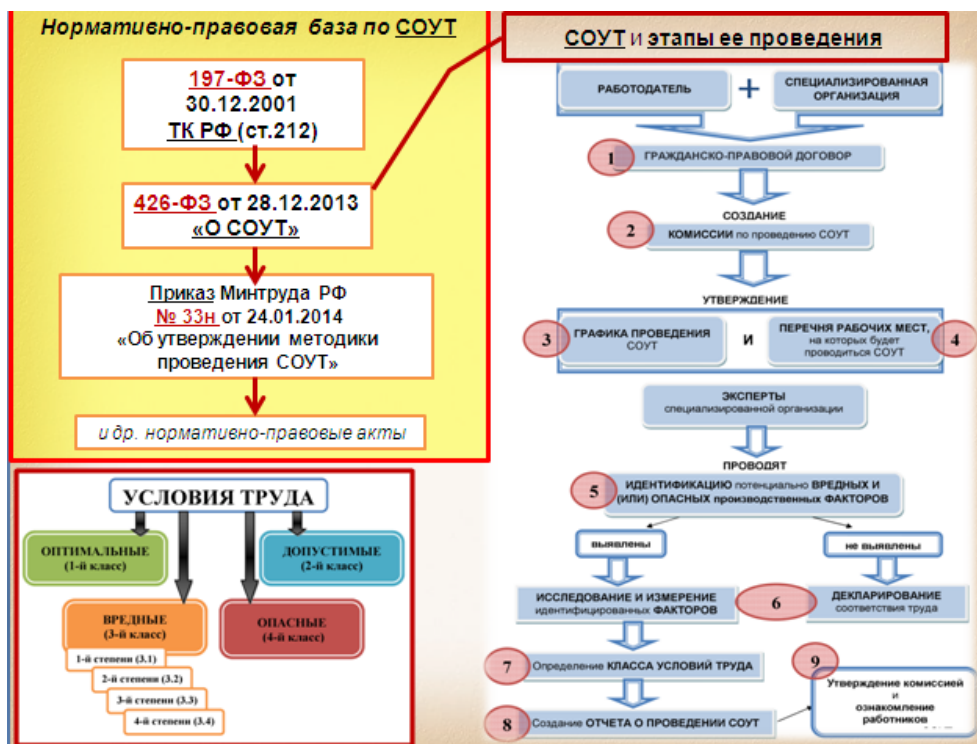 Нормативно-правовая база по СОУТ
197-ФЗ от
30.12.2001
ТК РФ (ст.212)
426-ФЗ от 28.12.2013
«О СОУТ»
Приказ Минтруда РФ
№ 33н от 24.01.2014
«Об утверждении методики
проведения СОУТ»
и др. нормативно-правовые акты
УСЛОВИЯ ТРУДА
ОПТИМАЛЬНЫЕ
(1-й класс)
ДОПУСТИМЫЕ
(2-й класс)
ВРЕДНЫЕ
(3-й класс)
ОПАСНЫЕ
(4-й класс)
1-й степени (3.1)
2-й степени (3.2)
3-й степени (3.3)
4-й степени (3.4)
СОУТ и этапы ее проведения
РАБОТОДАТЕЛЬ
+
СПЕЦИАЛИЗИРОВАННАЯ
ОРГАНИЗАЦИЯ
1 ГРАЖДАНСКО-ПРАВОВОЙ ДОГОВОР
СОЗДАНИЕ
2 КОМИССИИ по проведению СОУТ
УТВЕРЖДЕНИЕ
3 ГРАФИКА ПРОВЕДЕНИЯ
СОУТ
И
ПЕРЕЧНЯ РАБОЧИХ МЕСТ,
на которых будет
проводиться СОУТ
4
ЭКСПЕРТЫ
специализированной организации
ПРОВОДЯТ
5 ИДЕНТИФИКАЦИЮ потенциально ВРЕДНЫХ И
(ИЛИ) ОПАСНЫХ производственных ФАКТОРОВ
выявлены
не выявлены
ИССЛЕДОВАНИЕ И ИЗМЕРЕНИЕ
идентифицированных ФАКТОРОВ
6 ДЕКЛАРИРОВАНИЕ
соответствия труда
7 Определение КЛАССА УСЛОВИЙ ТРУДА
8 Создание ОТЧЕТА О ПРОВЕДЕНИИ СОУТ
9
Утверждение комиссией
и
ознакомление
работников